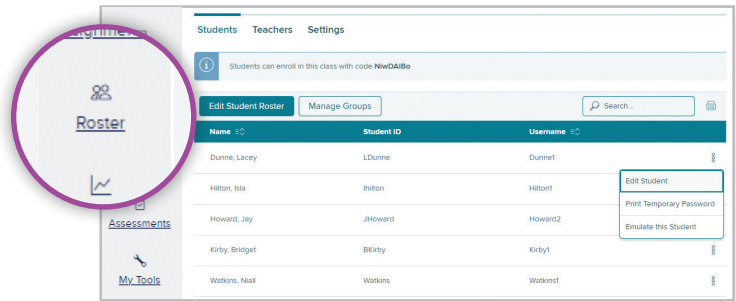 Students Teachers Settings
Students can enroll in this class with code NiwDAlBo
Edit Student Roster Manage Groups Search...
Name Student ID Username
Dunne, Lacey LDunne Dunne1
Hilton, Isla Ihilton Hilton1
Howard, Jay JHoward Howard2
Kirby, Bridget BKirby Kirby1
Watkins, Niall Watkins Watkins1
Edit Student
Print Temporary Password
Emulate this Student
Roster
Assessments
My Tools